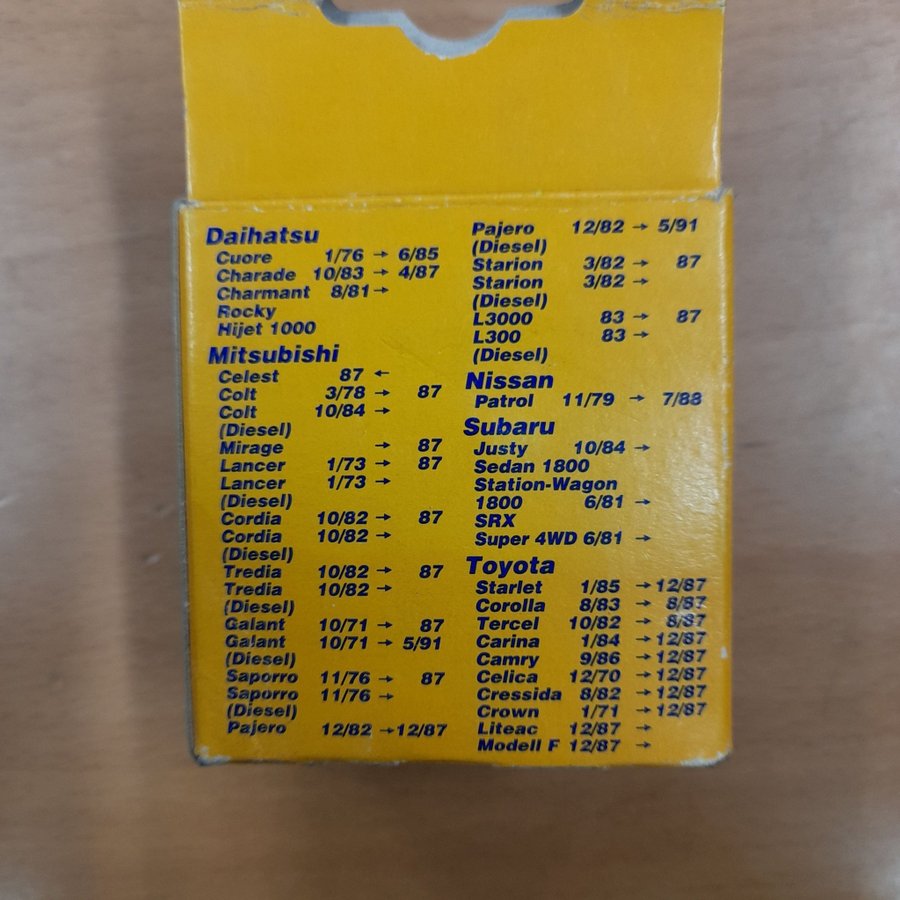 Daihatsu
Cuore 1/76 → 6/85
Charade 10/83 → 4/87
Charmant 8/81 →
Rocky
Hijet 1000
Mitsubishi
Celest 87 ←
Colt 3/78 → 87
Colt 10/84 →
(Diesel)
Mirage → 87
Lancer 1/73 → 87
Lancer 1/73 →
(Diesel)
Cordia 10/82 → 87
Cordia 10/82 →
(Diesel)
Tredia 10/82 → 87
Tredia 10/82 →
(Diesel)
Galant 10/71 → 87
Galant 10/71 → 5/91
(Diesel)
Saporro 11/76 → 87
Saporro 11/76 →
(Diesel)
Pajero 12/82 → 12/87
Pajero 12/82 → 5/91
(Diesel)
Starion 3/82 → 87
Starion 3/82 →
(Diesel)
L3000 83 → 87
L300 83 →
(Diesel)
Nissan
Patrol 11/79 → 7/88
Subaru
Justy 10/84 →
Sedan 1800
Station-Wagon
1800 6/81 →
SRX
Super 4WD 6/81 →
Toyota
Starlet 1/85 → 12/87
Corolla 8/83 → 8/87
Tercel 10/82 → 8/87
Carina 1/84 → 12/87
Camry 9/86 → 12/87
Celica 12/70 → 12/87
Cressida 8/82 → 12/87
Crown 1/71 → 12/87
Liteac 12/87 →
Modell F 12/87 →